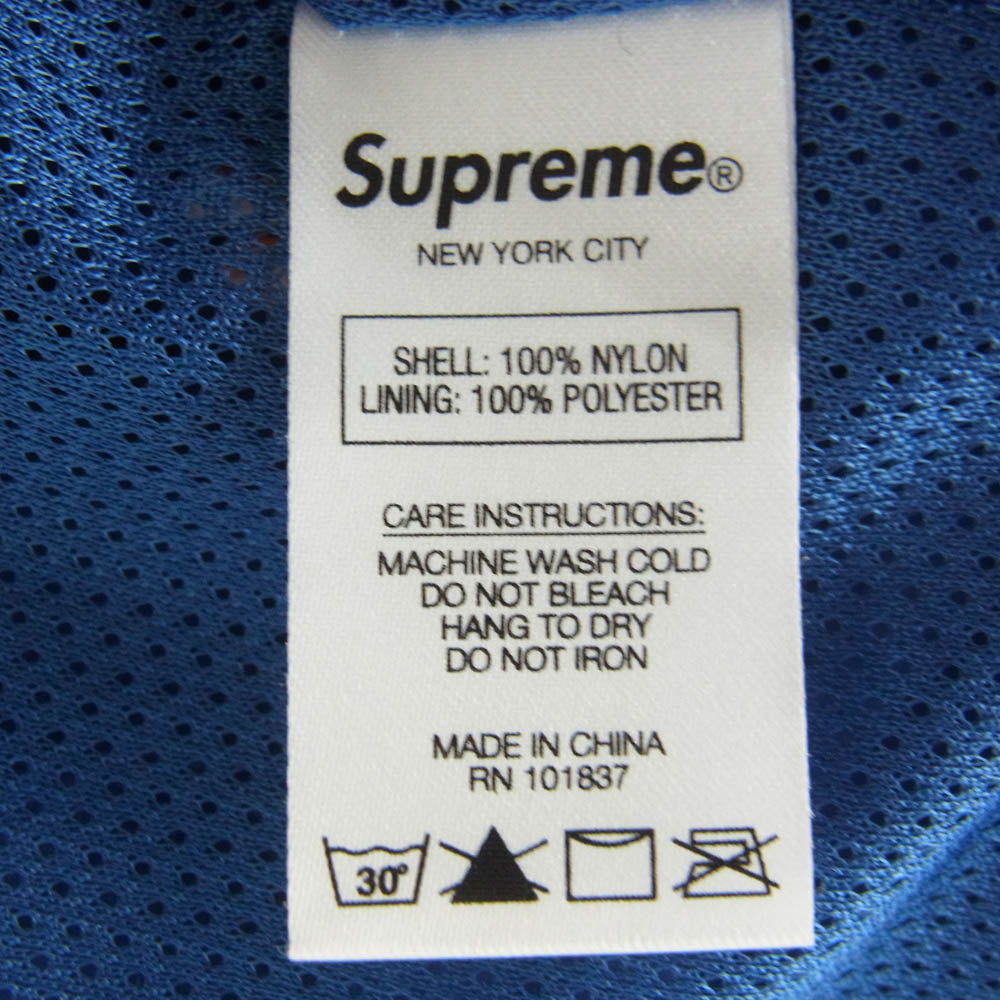 Supreme®
NEW YORK CITY
SHELL: 100% NYLON
LINING: 100% POLYESTER
CARE INSTRUCTIONS:
MACHINE WASH COLD
DO NOT BLEACH
HANG TO DRY
DO NOT IRON
MADE IN CHINA
RN 101837
30°